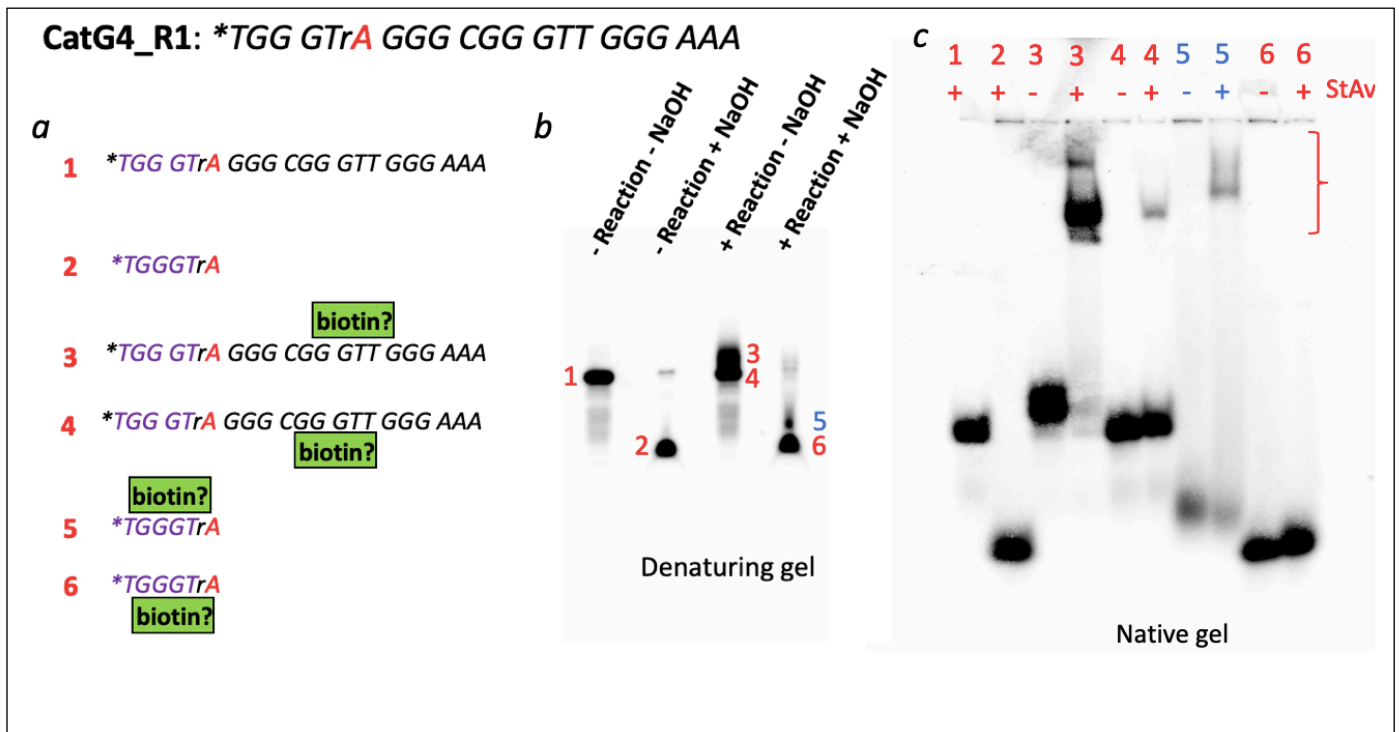 CatG4_R1: *TGG GTrA GGG CGG GTT GGG AAA
a
1 *TGG GTrA GGG CGG GTT GGG AAA
2 *TGGGTrA
biotin?
3 *TGG GTrA GGG CGG GTT GGG AAA
4 *TGG GTrA GGG CGG GTT GGG AAA
biotin?
biotin?
5 *TGGGTrA
6 *TGGGTrA
biotin?
b
- Reaction - NaOH
- Reaction + NaOH
+ Reaction - NaOH
+ Reaction + NaOH
1
2
3
4
5
6
Denaturing gel
c
1 2 3 3 4 4 5 5 6 6
+ + - + - + - + - + StAv
Native gel